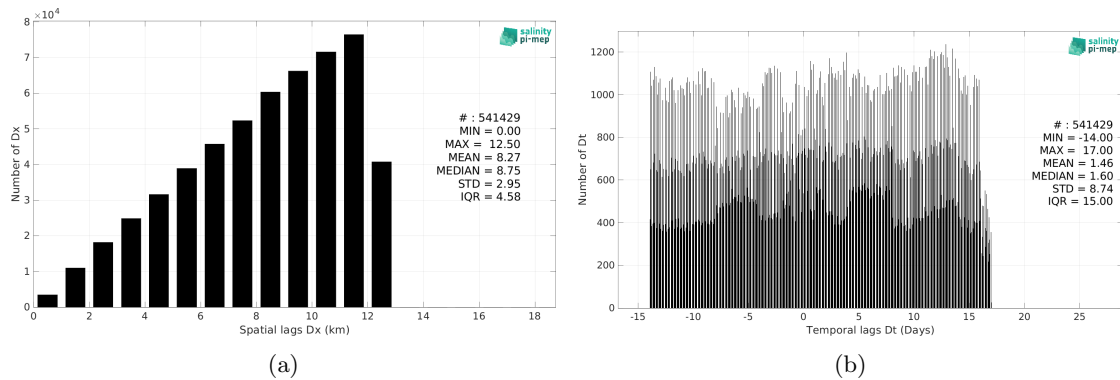 ×10⁴
8
7
6
5
4
3
2
1
0
Number of Dx
0 2 4 6 8 10 12 14 16 18
Spatial lags Dx (km)
salinity
pi-mep
# : 541429
MIN = 0.00
MAX = 12.50
MEAN = 8.27
MEDIAN = 8.75
STD = 2.95
IQR = 4.58
(a)
1200
1000
800
600
400
200
0
Number of Dt
-15 -10 -5 0 5 10 15 20 25
Temporal lags Dt (Days)
salinity
pi-mep
# : 541429
MIN = -14.00
MAX = 17.00
MEAN = 1.46
MEDIAN = 1.60
STD = 8.74
IQR = 15.00
(b)